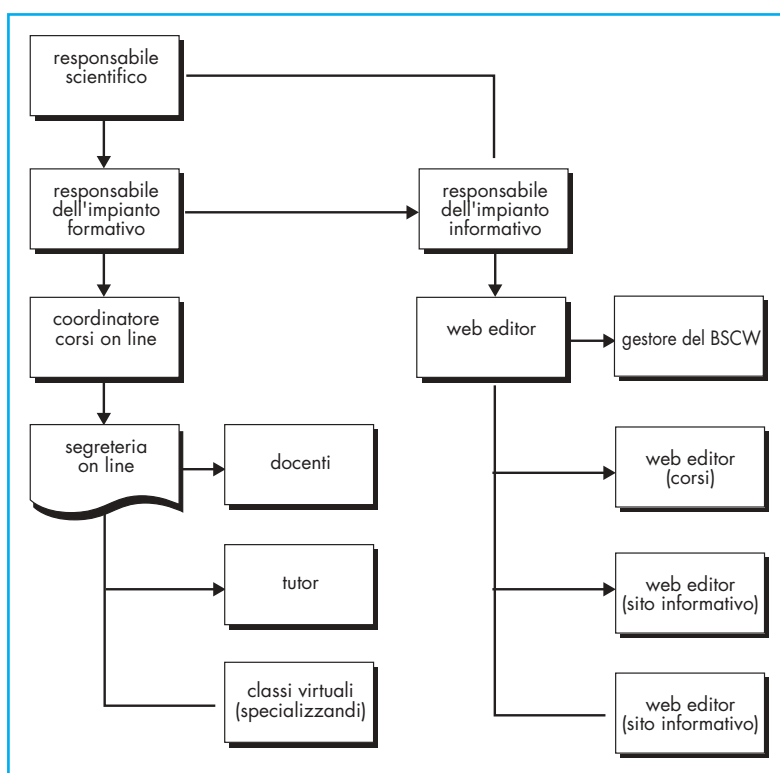 responsabile
scientifico
responsabile
dell'impianto
formativo
responsabile
dell'impianto
informativo
coordinatore
corsi on line
web editor
gestore del BSCW
segreteria
on line
docenti
web editor
(corsi)
tutor
web editor
(sito informativo)
classi virtuali
(specializzandi)
web editor
(sito informativo)